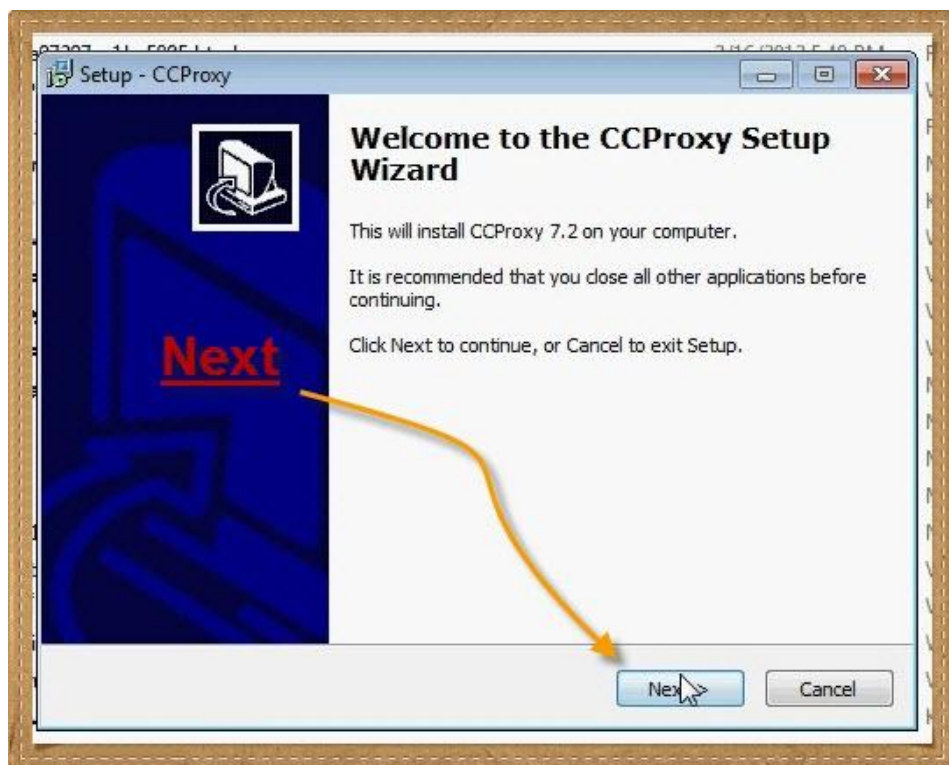 Setup - CCProxy
Welcome to the CCProxy Setup
Wizard
This will install CCProxy 7.2 on your computer.
It is recommended that you close all other applications before
continuing.
Click Next to continue, or Cancel to exit Setup.
Next
Next >
Cancel